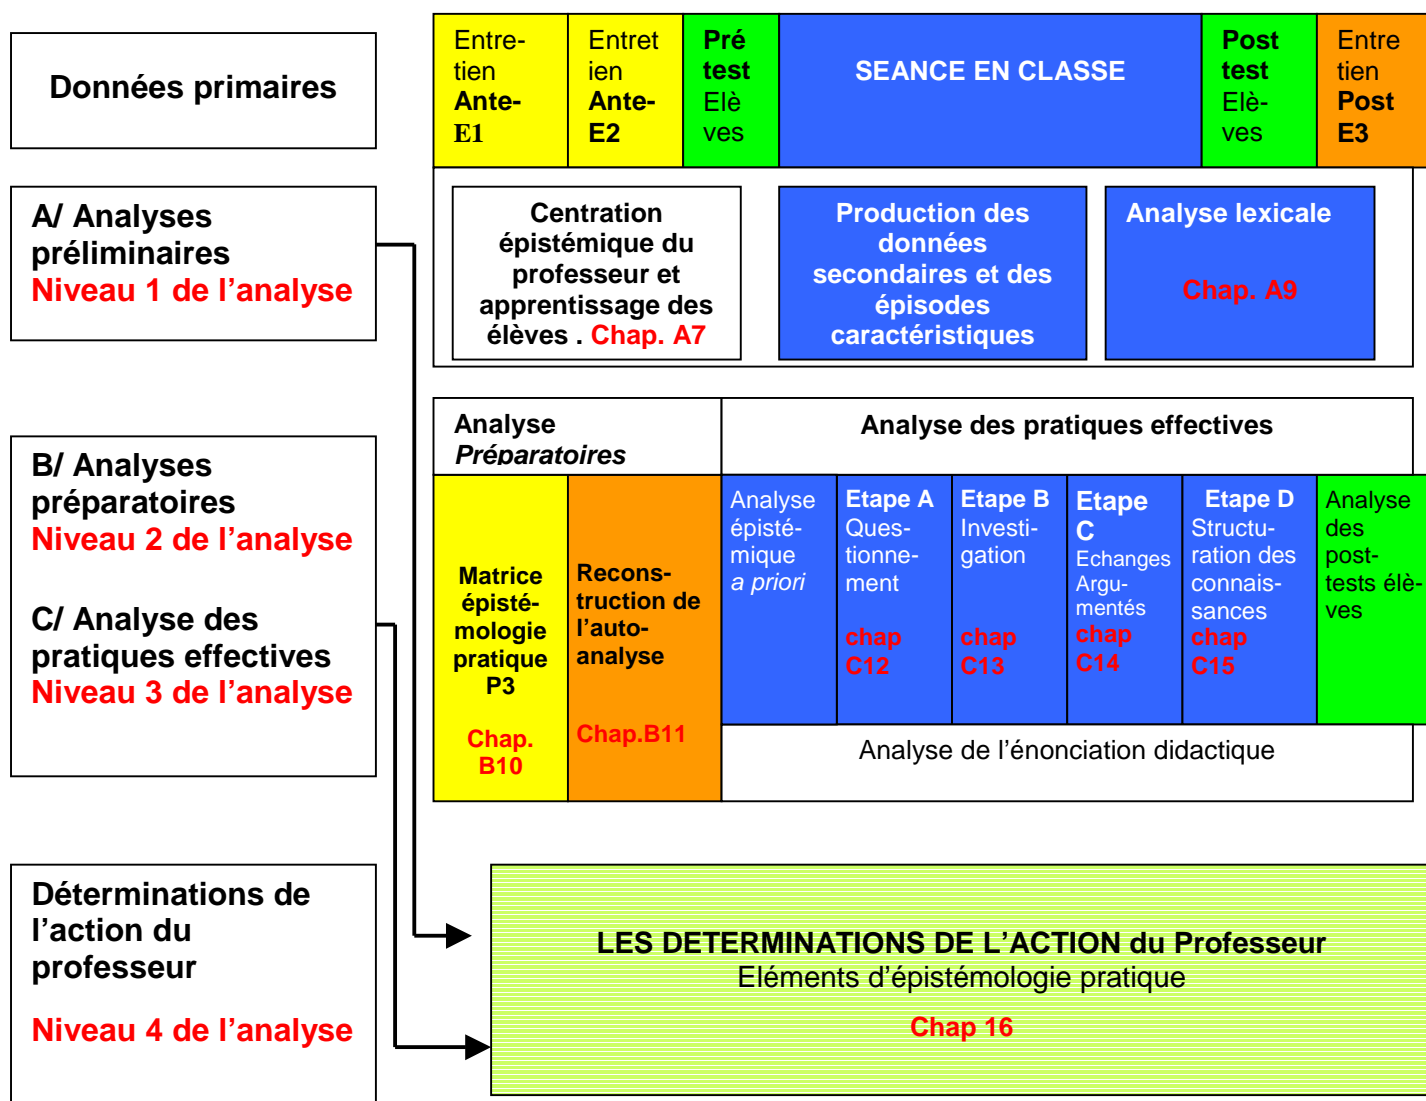 Données primaires
Entre-
tien
Ante-
E1
Entret
ien
Ante-
E2
Pré
test
Elè
ves
SEANCE EN CLASSE
Post
test
Elè-
ves
Entre
tien
Post
E3
A/ Analyses
préliminaires
Niveau 1 de l’analyse
Centration
épistémique du
professeur et
apprentissage des
élèves . Chap. A7
Production des
données
secondaires et des
épisodes
caractéristiques
Analyse lexicale
Chap. A9
B/ Analyses
préparatoires
Niveau 2 de l’analyse
C/ Analyse des
pratiques effectives
Niveau 3 de l’analyse
Analyse
Préparatoires
Analyse des pratiques effectives
Matrice
épisté-
mologie
pratique
P3
Chap.
B10
Recons-
truction de
l’auto-
analyse
Chap.B11
Analyse
épisté-
mique
a priori
Etape A
Ques-
tionne-
ment
chap
C12
Etape B
Investi-
gation
chap
C13
Etape
C
Echanges
Argu-
mentés
chap
C14
Etape D
Structu-
ration des
connais-
sances
chap
C15
Analyse
des
post-
tests élè-
ves
Analyse de l’énonciation didactique
Déterminations de
l’action du
professeur
Niveau 4 de l’analyse
LES DETERMINATIONS DE L’ACTION du Professeur
Eléments d’épistémologie pratique
Chap 16